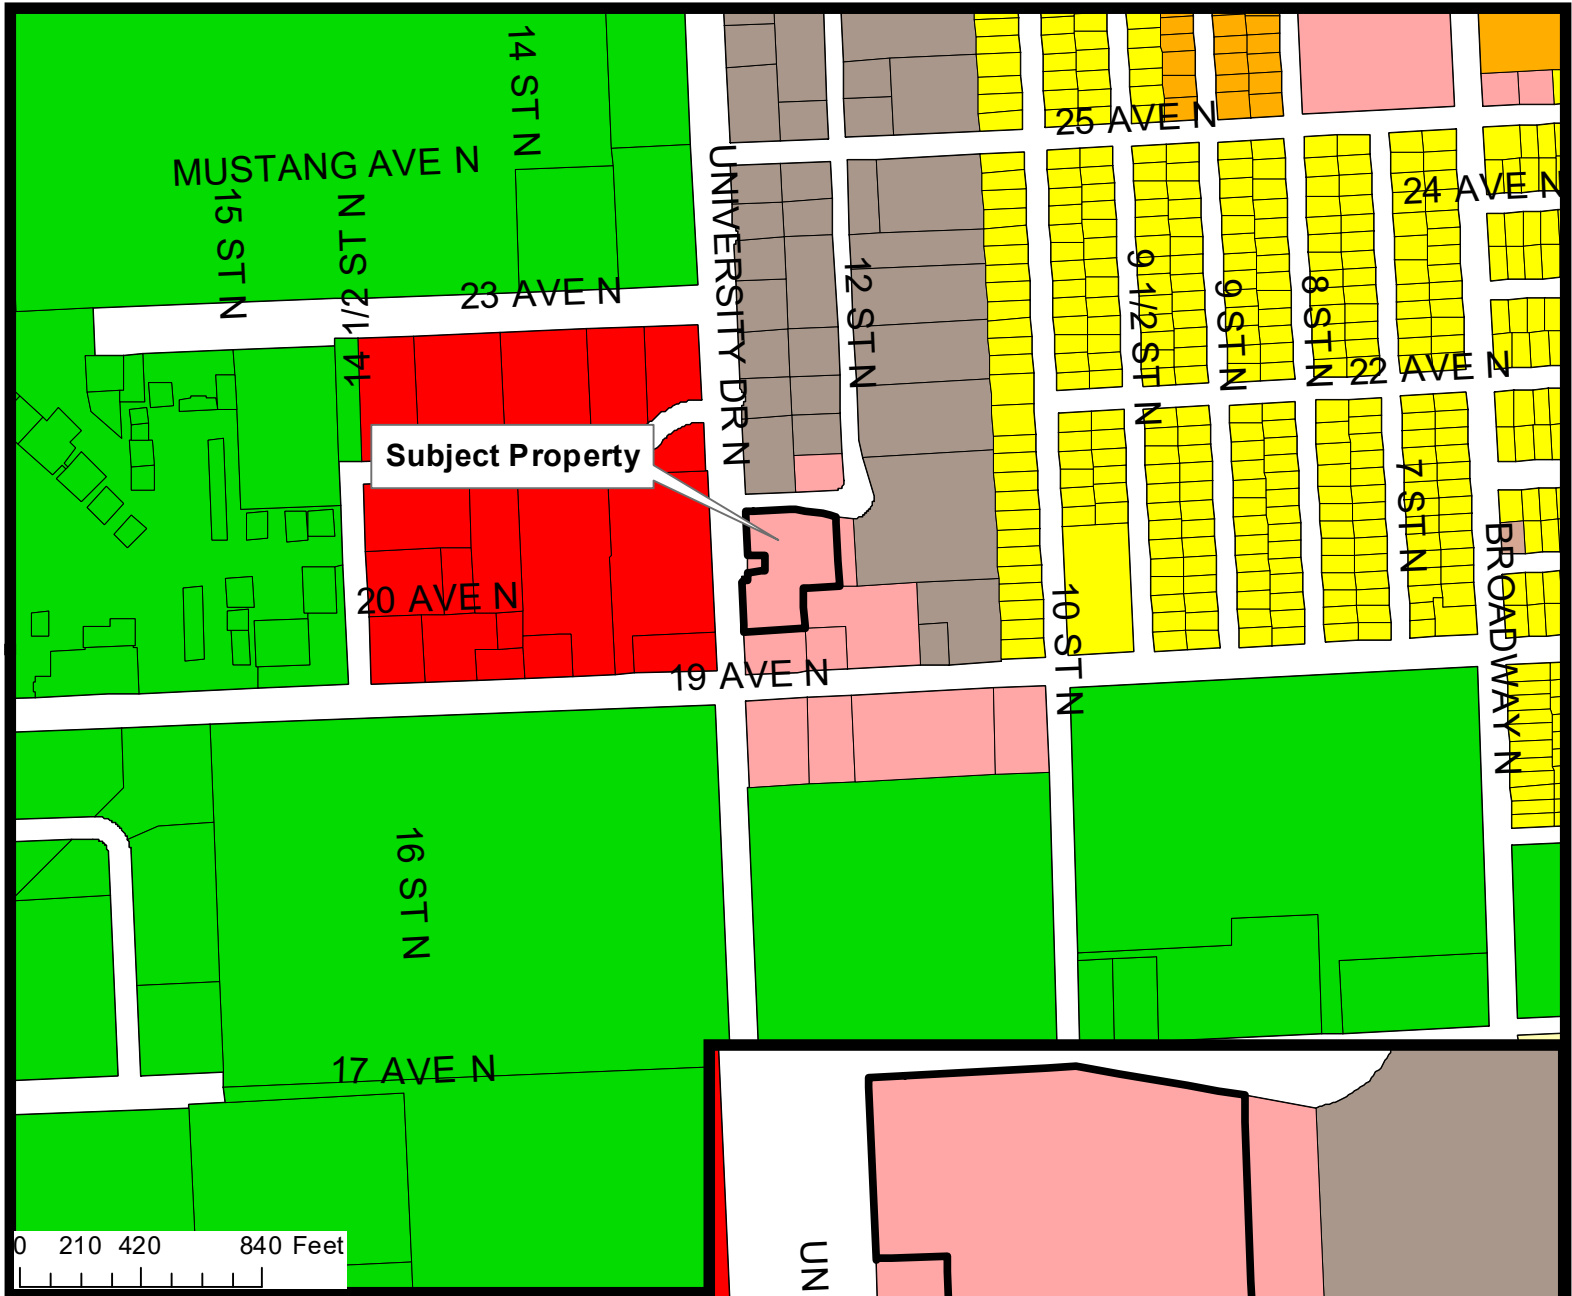 14 ST N
25 AVE N
MUSTANG AVE N
24 AVE N
15 ST N
14 1/2 ST N
UNIVERSITY DR N
12 ST N
9 1/2 ST N
9 ST N
8 ST N
23 AVE N
22 AVE N
Subject Property
7 ST N
BROADWAY N
20 AVE N
10 ST N
19 AVE N
16 ST N
17 AVE N
0 210 420 840 Feet
UN